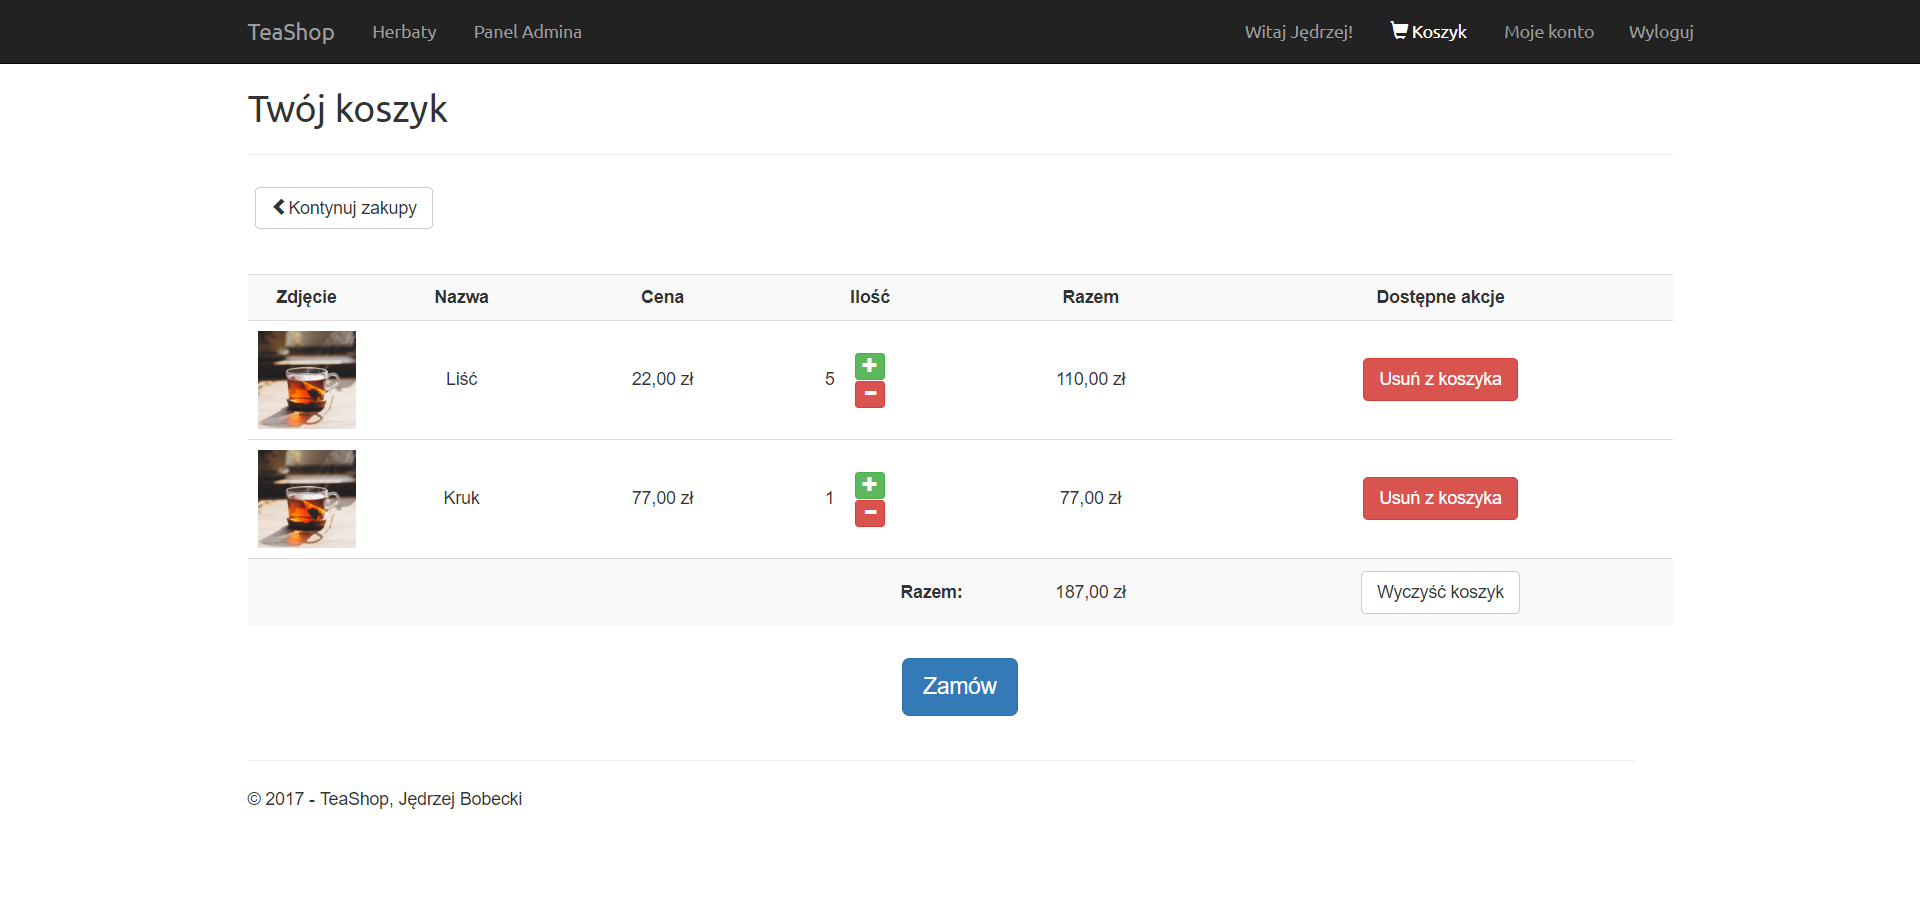 TeaShop Herbaty Panel Admina Witaj Jędrzej! Koszyk Moje konto Wyloguj
Twój koszyk
Kontynuj zakupy
Zdjęcie Nazwa Cena Ilość Razem Dostępne akcje
Liść 22,00 zł 5 110,00 zł Usuń z koszyka
Kruk 77,00 zł 1 77,00 zł Usuń z koszyka
Razem: 187,00 zł Wyczyść koszyk
Zamów
© 2017 - TeaShop, Jędrzej Bobecki